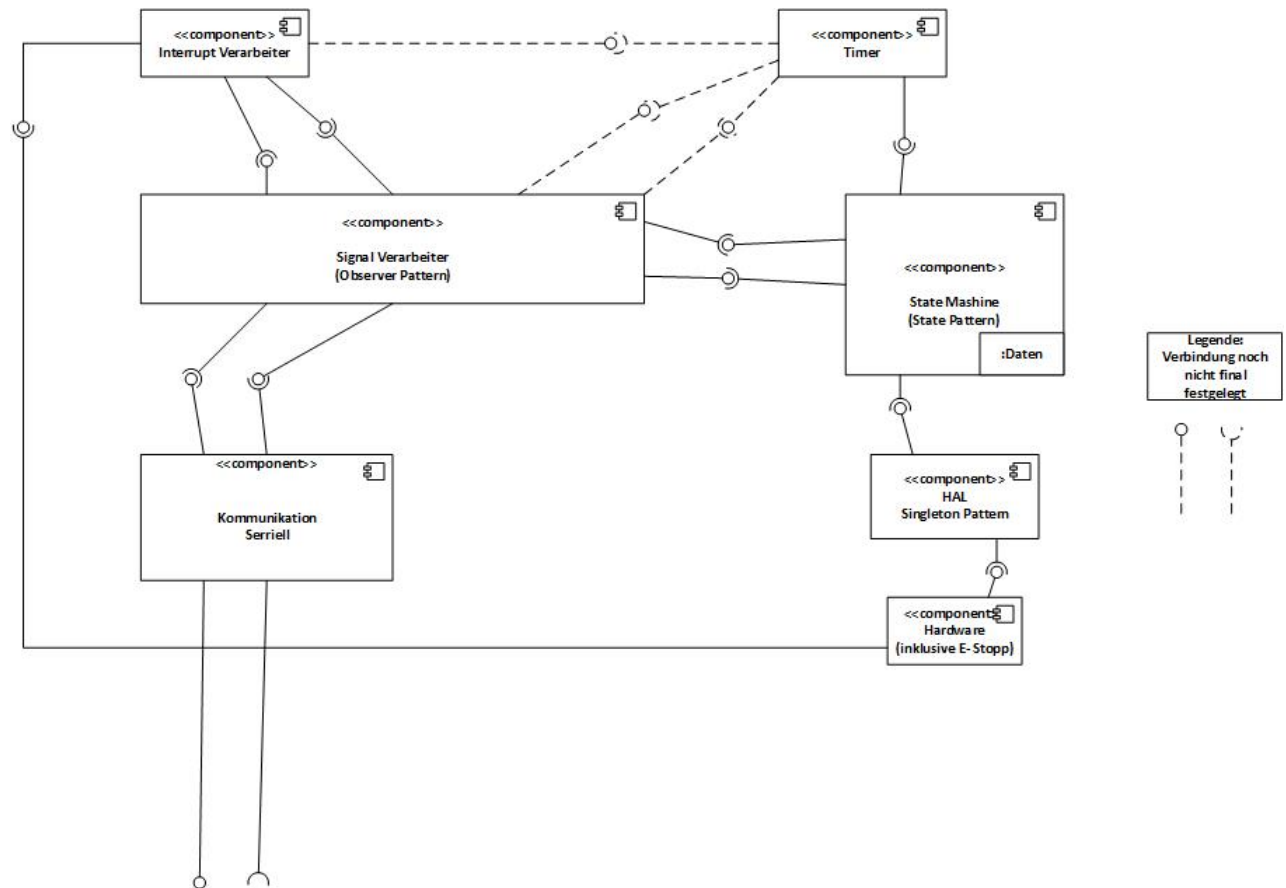 <<component>>
Interrupt Verarbeiter
<<component>>
Timer
<<component>>
Signal Verarbeiter
(Observer Pattern)
<<component>>
State Mashine
(State Pattern)
:Daten
Legende:
Verbindung noch
nicht final
festgelegt
<<component>>
Kommunikation
Serriell
<<component>>
HAL
Singleton Pattern
<<component>>
Hardware
(inklusive E-Stopp)